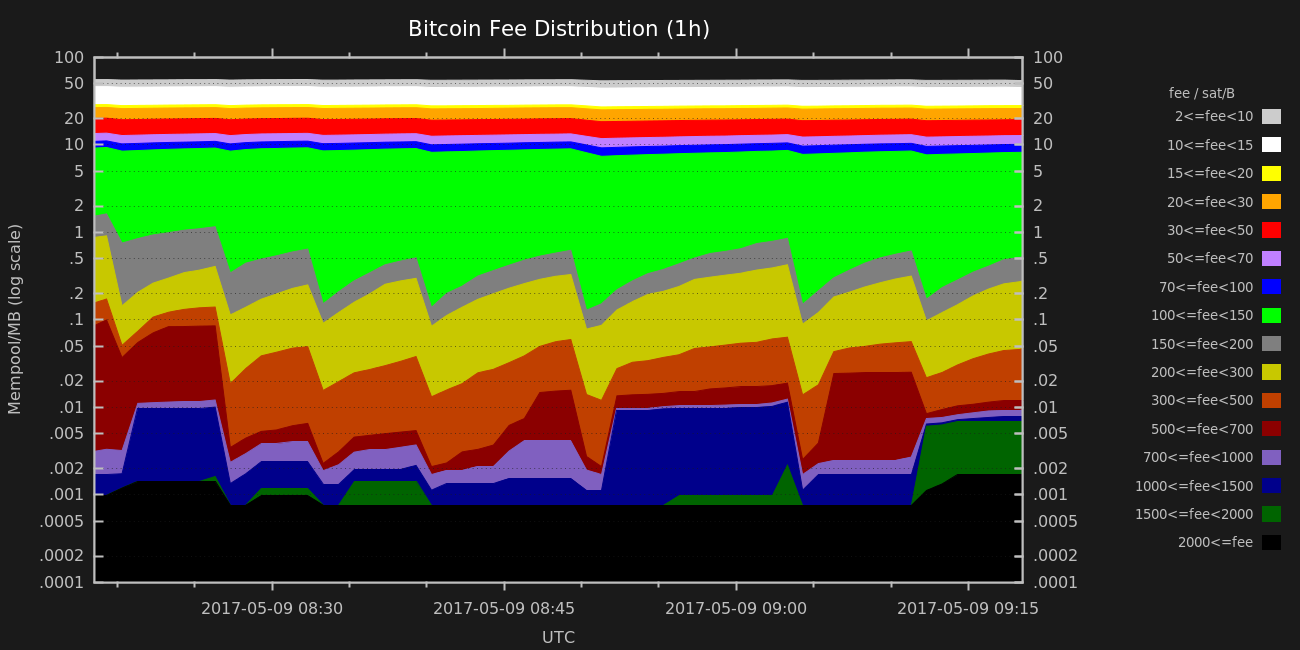 Bitcoin Fee Distribution (1h)
100 100
50 50
20 20
10 10
5 5
2 2
1 1
.5 .5
.2 .2
.1 .1
.05 .05
.02 .02
.01 .01
.005 .005
.002 .002
.001 .001
.0005 .0005
.0002 .0002
.0001 .0001
Mempool/MB (log scale)
2017-05-09 08:30 2017-05-09 08:45 2017-05-09 09:00 2017-05-09 09:15
UTC
fee / sat/B
2<=fee<10
10<=fee<15
15<=fee<20
20<=fee<30
30<=fee<50
50<=fee<70
70<=fee<100
100<=fee<150
150<=fee<200
200<=fee<300
300<=fee<500
500<=fee<700
700<=fee<1000
1000<=fee<1500
1500<=fee<2000
2000<=fee